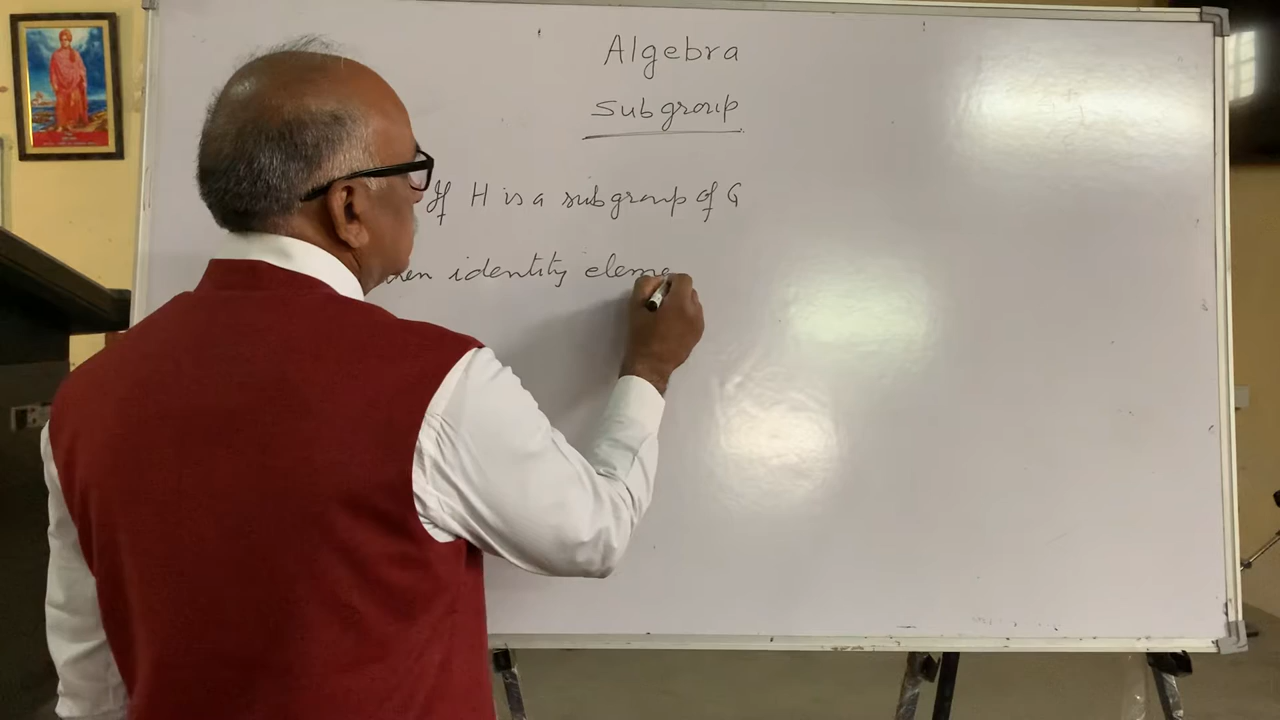 Algebra
Subgroup
If H is a subgroup of G
identity eleme